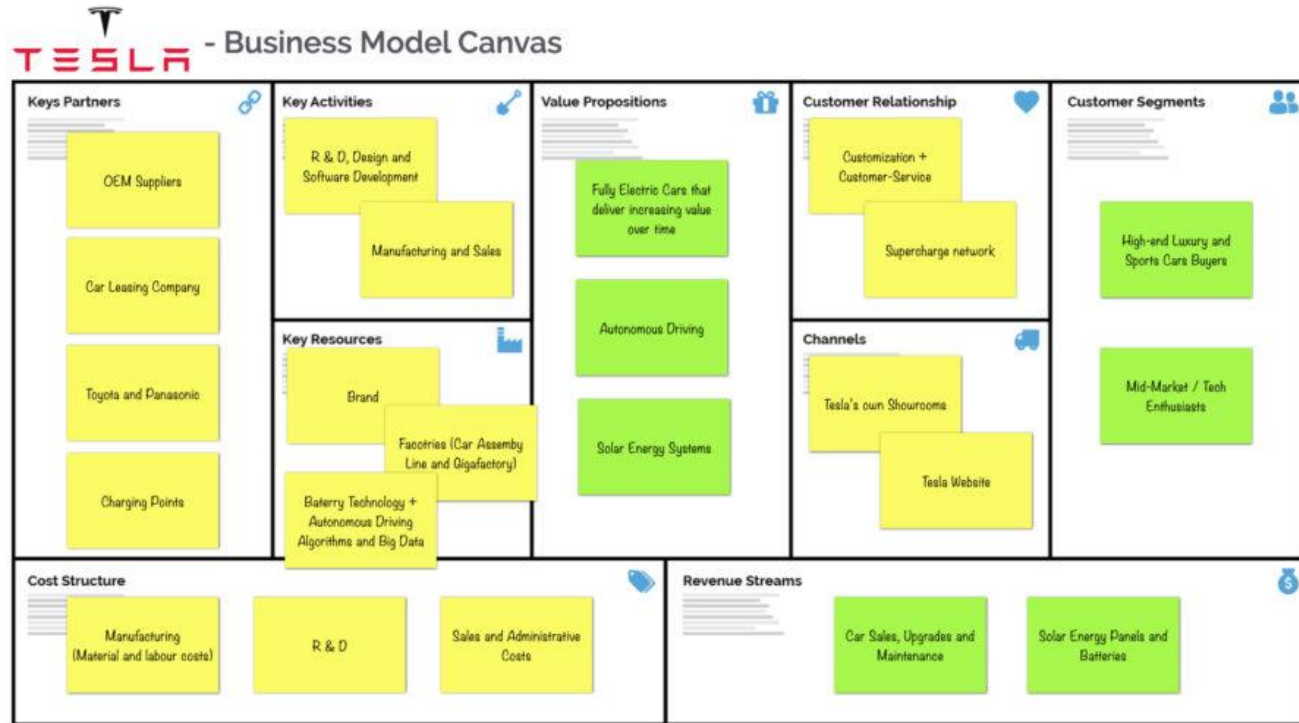 TESLA
- Business Model Canvas
Keys Partners
OEM Suppliers
Car Leasing Company
Toyota and Panasonic
Charging Points
Key Activities
R & D, Design and
Software Development
Manufacturing and Sales
Key Resources
Brand
Facotries (Car Assemby
Line and Gigafactory)
Baterry Technology +
Autonomous Driving
Algorithms and Big Data
Value Propositions
Fully Electric Cars that
deliver increasing value
over time
Autonomous Driving
Solar Energy Systems
Customer Relationship
Customization +
Customer-Service
Supercharge network
Channels
Tesla's own Showrooms
Tesla Website
Customer Segments
High-end Luxury and
Sports Cars Buyers
Mid-Market / Tech
Enthusiasts
Cost Structure
Manufacturing
(Material and labour costs)
R & D
Sales and Administrative
Costs
Revenue Streams
Car Sales, Upgrades and
Maintenance
Solar Energy Panels and
Batteries